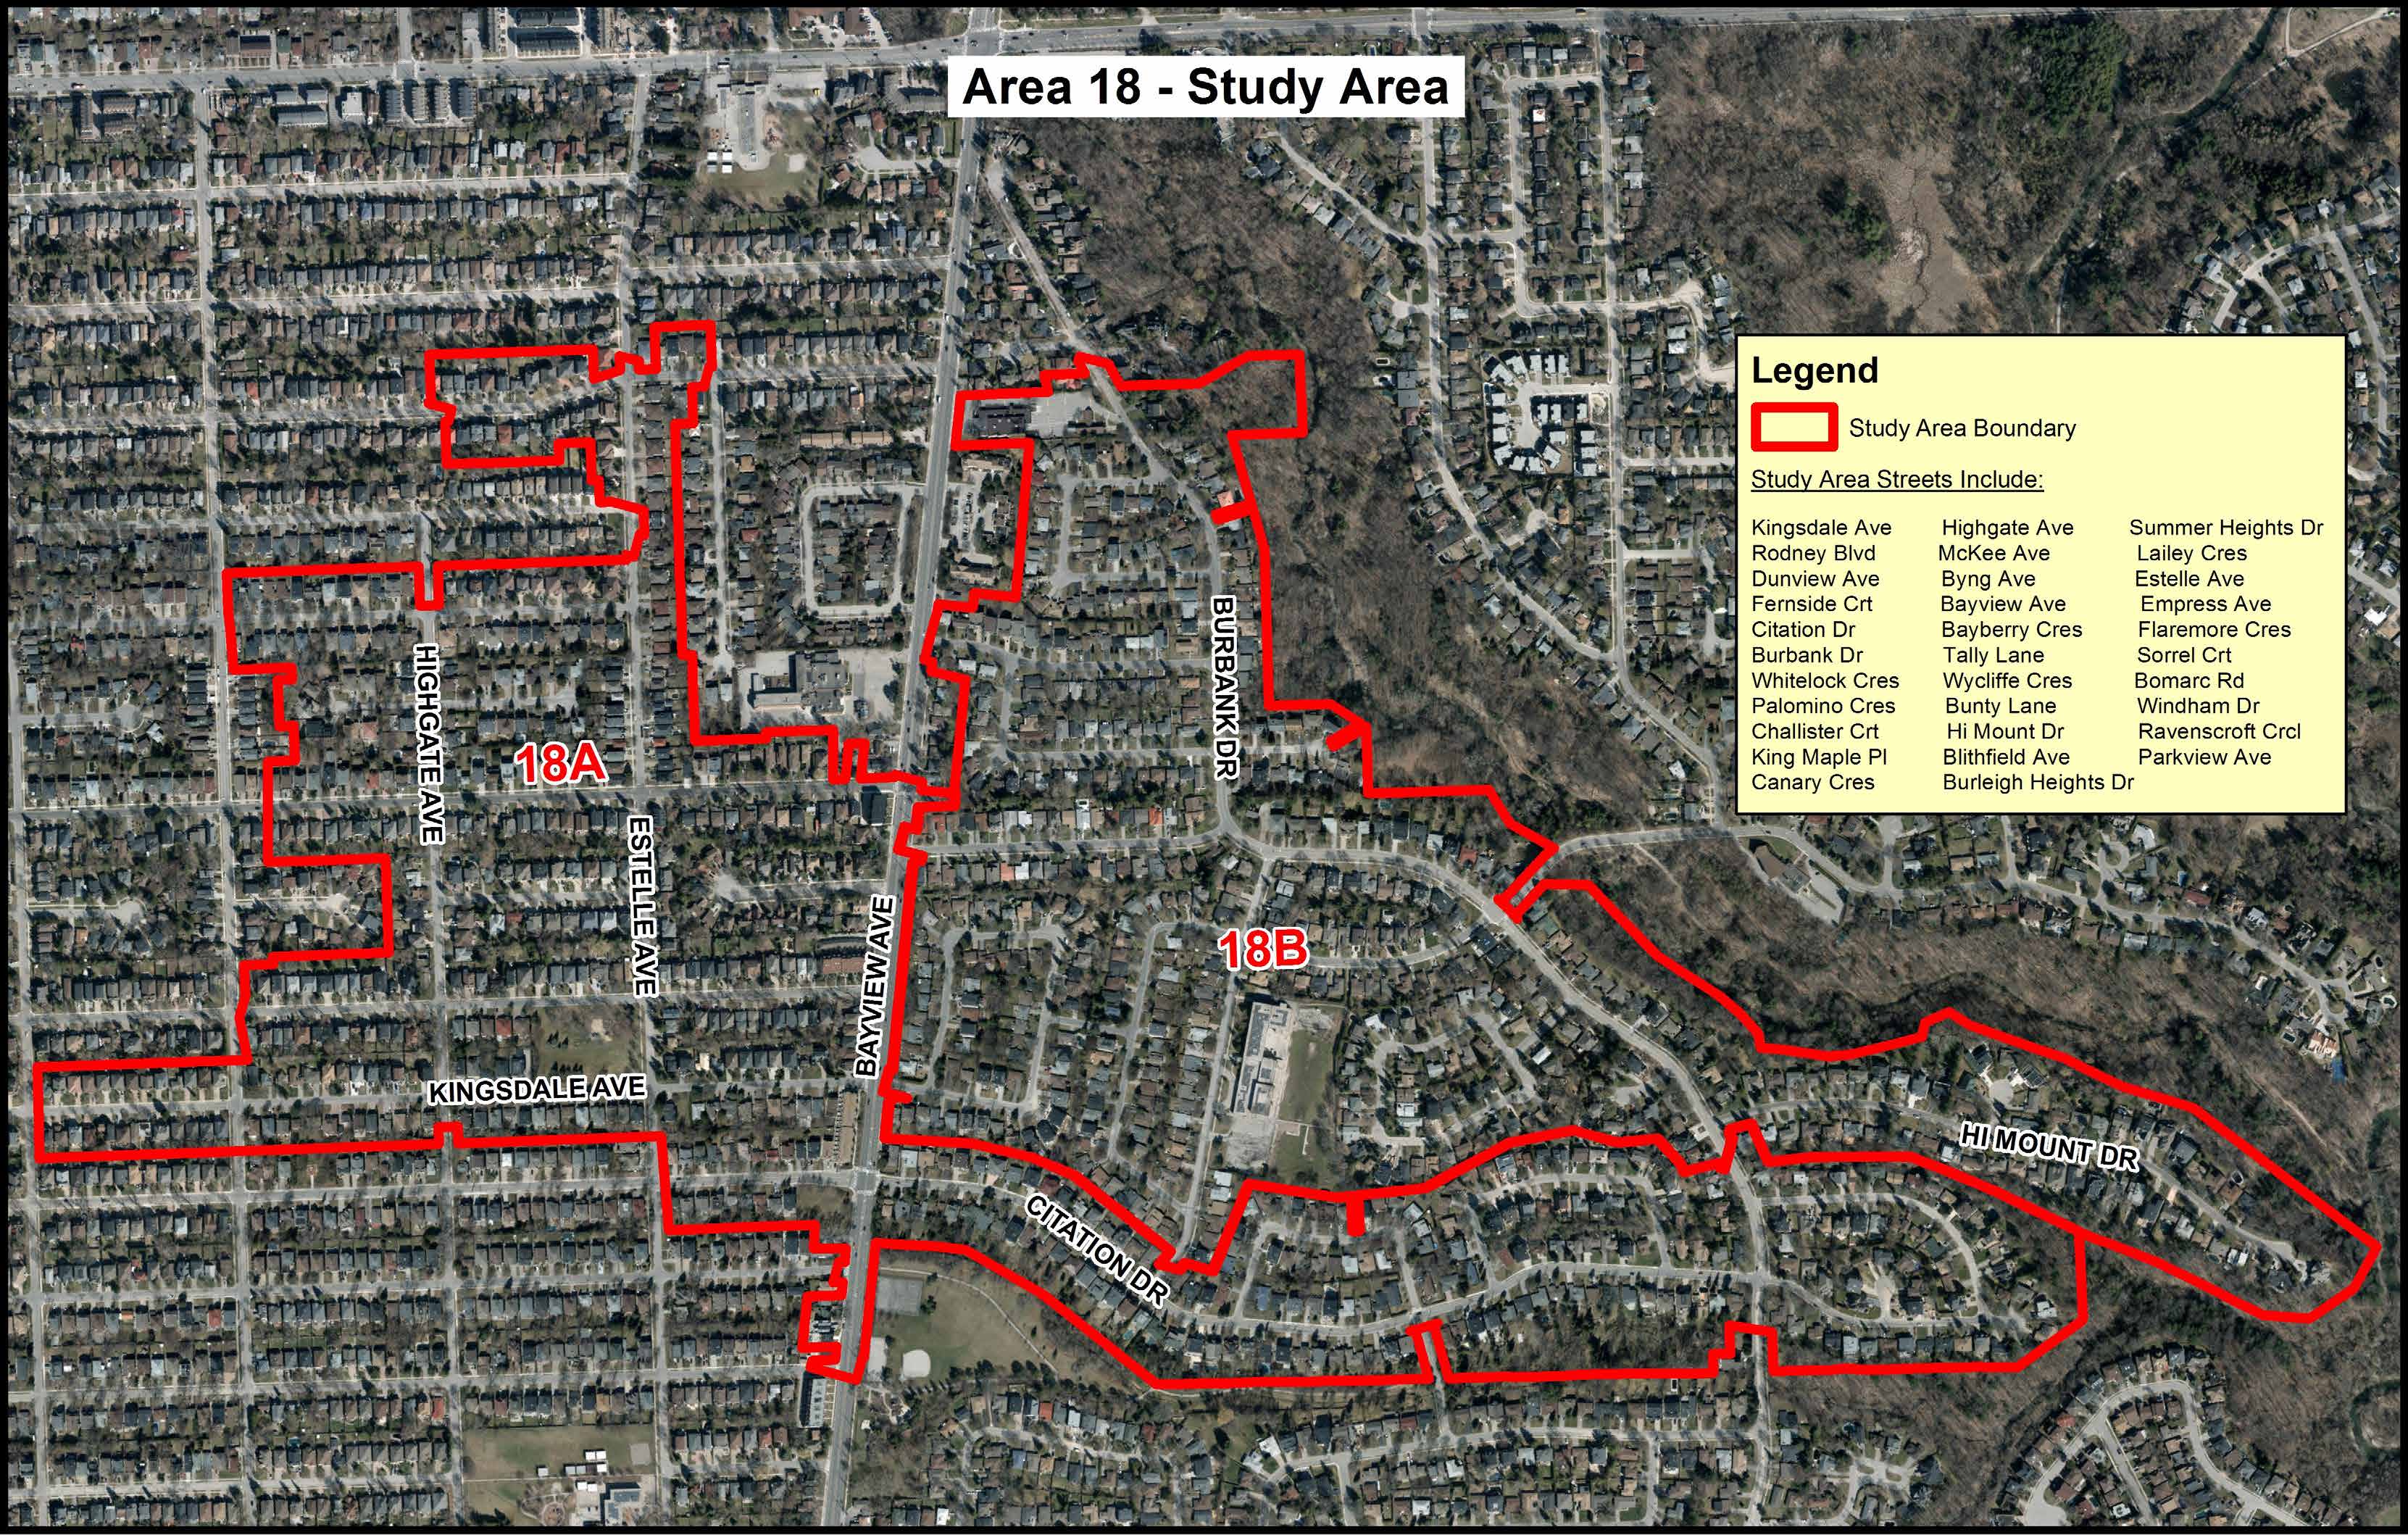 Area 18 - Study Area
Legend
Study Area Boundary
Study Area Streets Include:
Kingsdale Ave Highgate Ave Summer Heights Dr
Rodney Blvd McKee Ave Lailey Cres
Dunview Ave Byng Ave Estelle Ave
Fernside Crt Bayview Ave Empress Ave
Citation Dr Bayberry Cres Flaremore Cres
Burbank Dr Tally Lane Sorrel Crt
Whitelock Cres Wycliffe Cres Bomarc Rd
Palomino Cres Bunty Lane Windham Dr
Challister Crt Hi Mount Dr Ravenscroft Crcl
King Maple Pl Blithfield Ave Parkview Ave
Canary Cres Burleigh Heights Dr
BURBANK DR
HIGHGATE AVE
18A
ESTELLE AVE
BAYVIEW AVE
18B
KINGSDALE AVE
HI MOUNT DR
CITATION DR